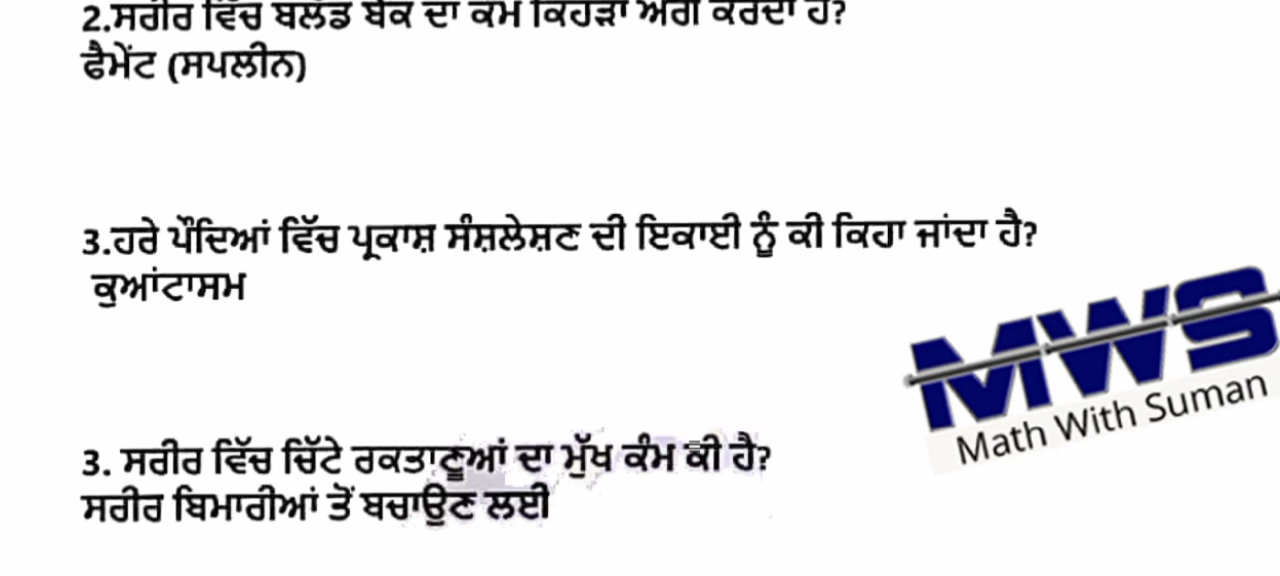 2.ਸਰੀਰ ਵਿੱਚ ਬਲੱਡ ਬੈਂਕ ਦਾ ਕੰਮ ਕਿਹੜਾ ਅੰਗ ਕਰਦਾ ਹੈ?
ਫੈਮੇਂਟ (ਸਪਲੀਨ)
3.ਹਰੇ ਪੌਦਿਆਂ ਵਿੱਚ ਪ੍ਰਕਾਸ਼ ਸੰਸ਼ਲੇਸ਼ਣ ਦੀ ਇਕਾਈ ਨੂੰ ਕੀ ਕਿਹਾ ਜਾਂਦਾ ਹੈ?
ਕੁਆਂਟਾਸਮ
MWS
Math With Suman
3. ਸਰੀਰ ਵਿੱਚ ਚਿੱਟੇ ਰਕਤਾਣੂਆਂ ਦਾ ਮੁੱਖ ਕੰਮ ਕੀ ਹੈ?
ਸਰੀਰ ਬਿਮਾਰੀਆਂ ਤੋਂ ਬਚਾਉਣ ਲਈ